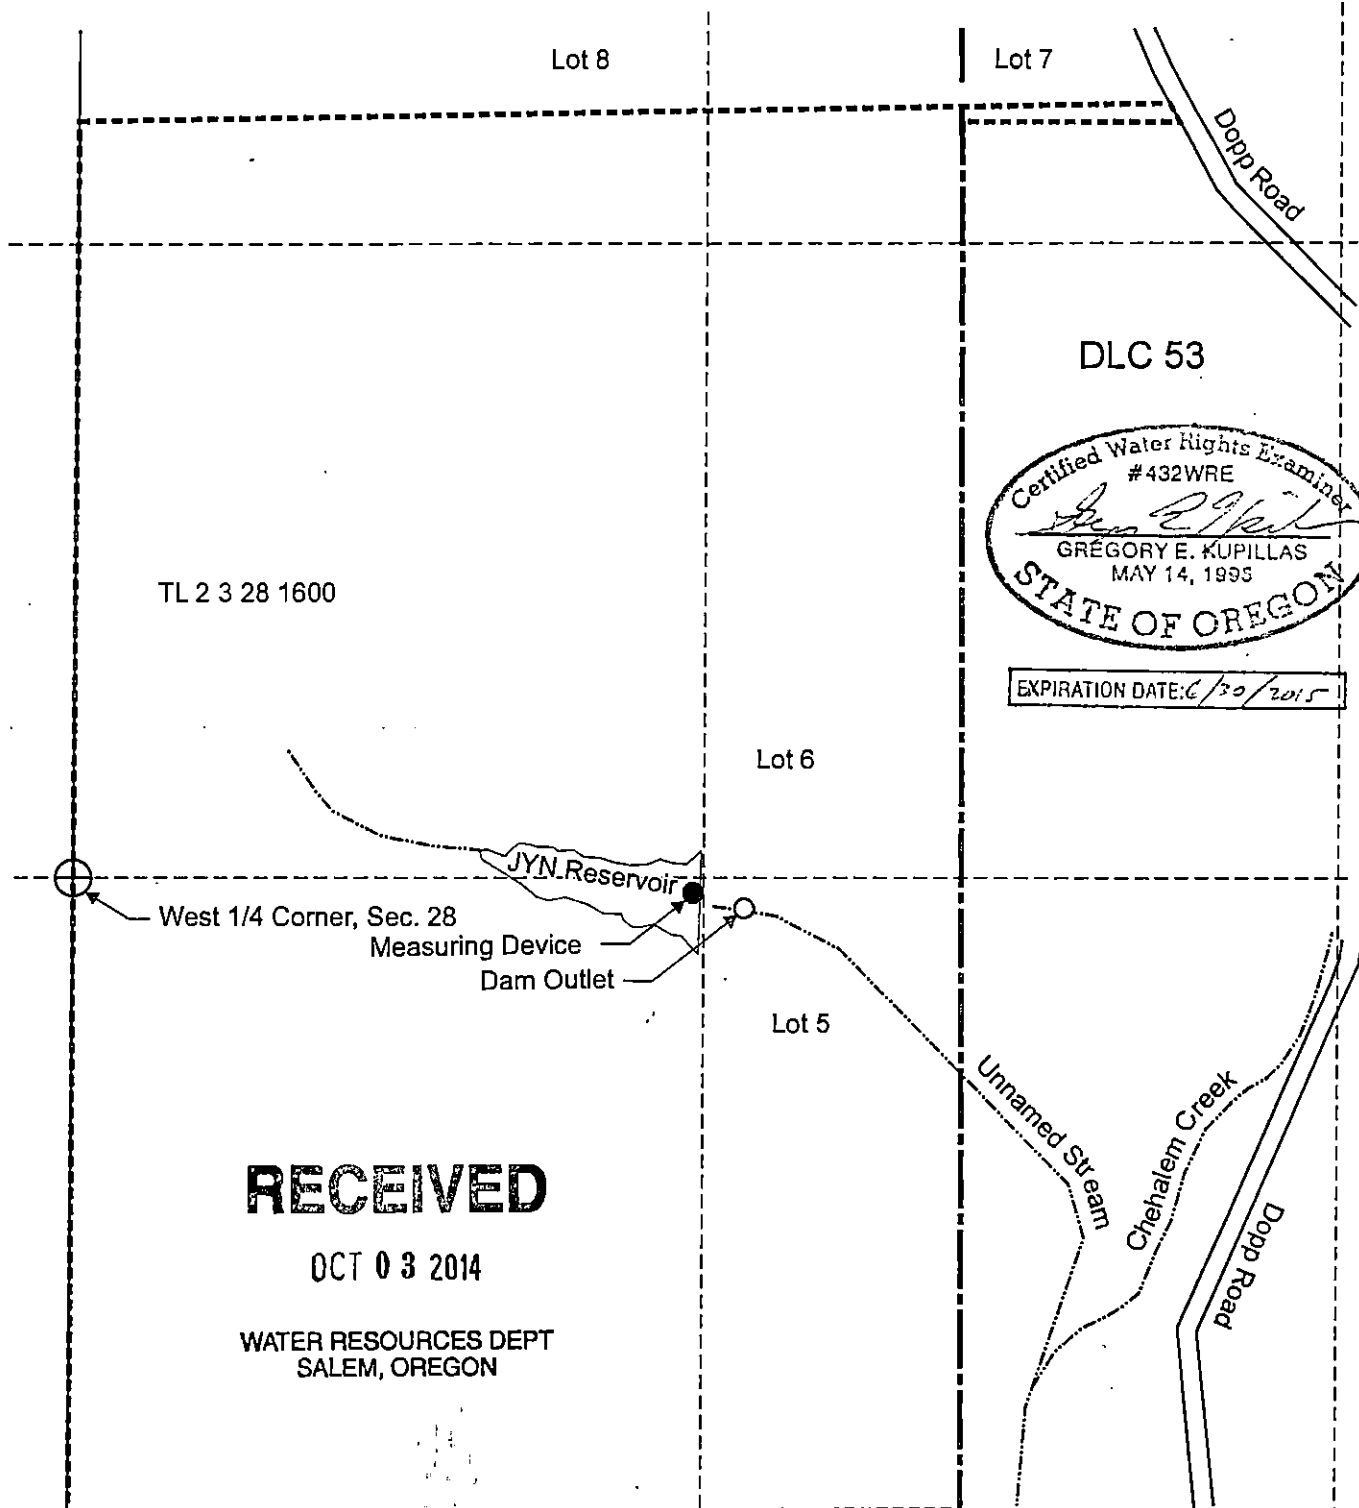 Lot 8
Lot 7
Dopp Road
DLC 53
Certified Water Rights Examiner
#432WRE
GREGORY E. KUPILLAS
MAY 14, 1993
STATE OF OREGON
EXPIRATION DATE: 6/30/2015
TL 2 3 28 1600
Lot 6
JYN Reservoir
West 1/4 Corner, Sec. 28
Measuring Device
Dam Outlet
Lot 5
Unnamed Stream
Chehalem Creek
Dopp Road
RECEIVED
OCT 03 2014
WATER RESOURCES DEPT
SALEM, OREGON